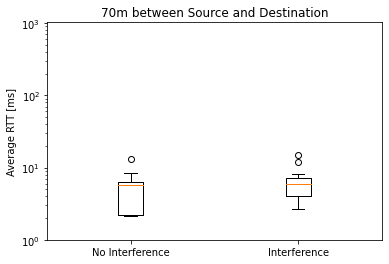 70m between Source and Destination
Average RTT [ms]
10³
10²
10¹
10⁰
No Interference
Interference